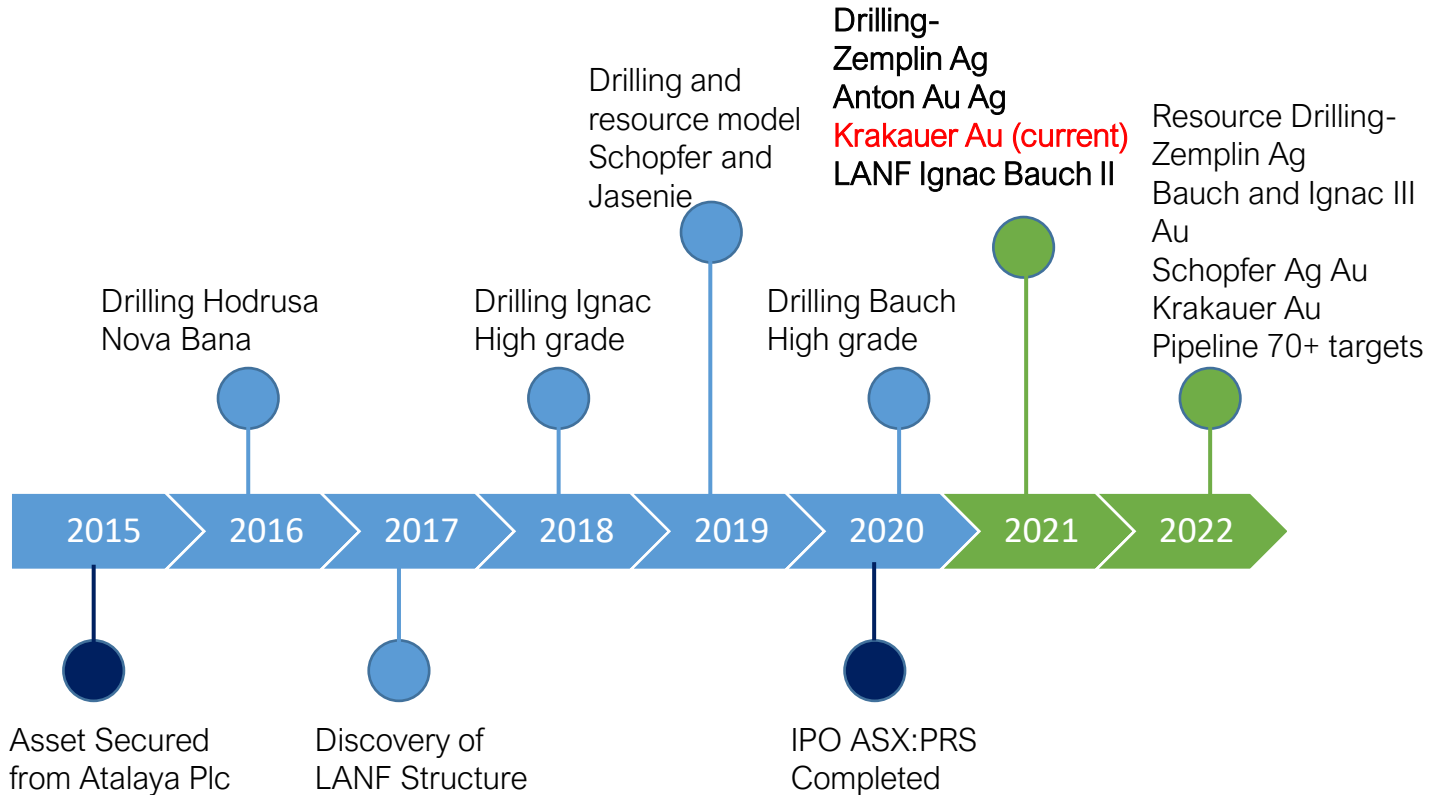 Drilling-
Zemplin Ag
Anton Au Ag
Krakauer Au (current)
LANF Ignac Bauch II
Drilling and
resource model
Schopfer and
Jasenie
Resource Drilling-
Zemplin Ag
Bauch and Ignac III
Au
Schopfer Ag Au
Krakauer Au
Pipeline 70+ targets
Drilling Hodrusa
Nova Bana
Drilling Ignac
High grade
Drilling Bauch
High grade
2015
2016
2017
2018
2019
2020
2021
2022
Asset Secured
from Atalaya Plc
Discovery of
LANF Structure
IPO ASX:PRS
Completed